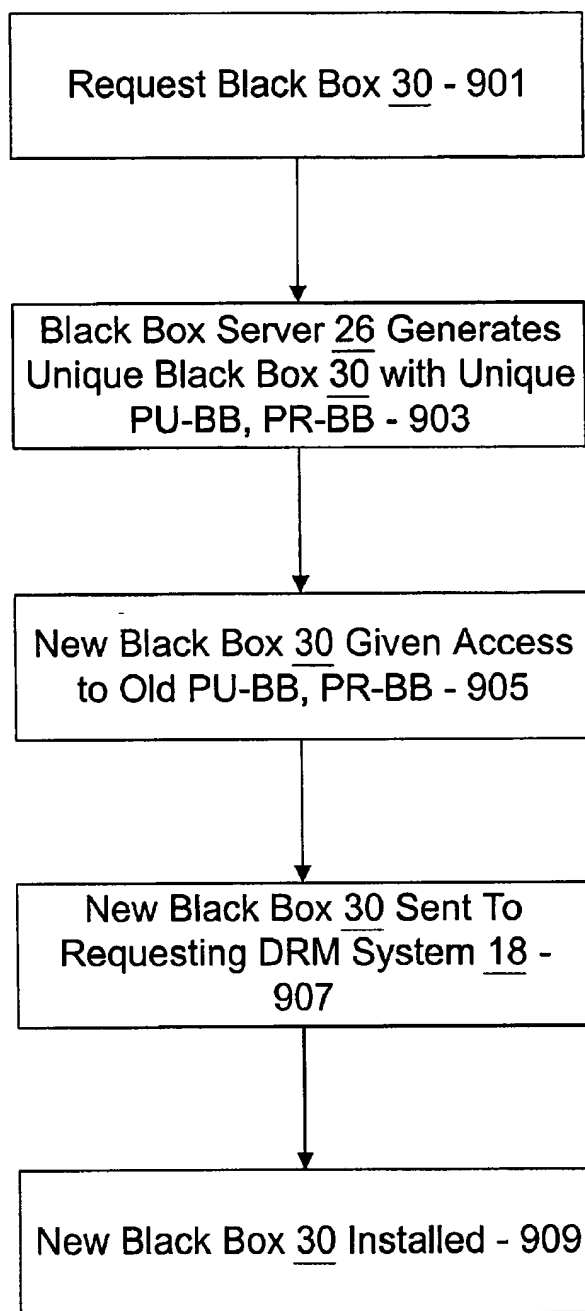 Request Black Box 30 - 901
Black Box Server 26 Generates
Unique Black Box 30 with Unique
PU-BB, PR-BB - 903
New Black Box 30 Given Access
to Old PU-BB, PR-BB - 905
New Black Box 30 Sent To
Requesting DRM System 18 -
907
New Black Box 30 Installed - 909